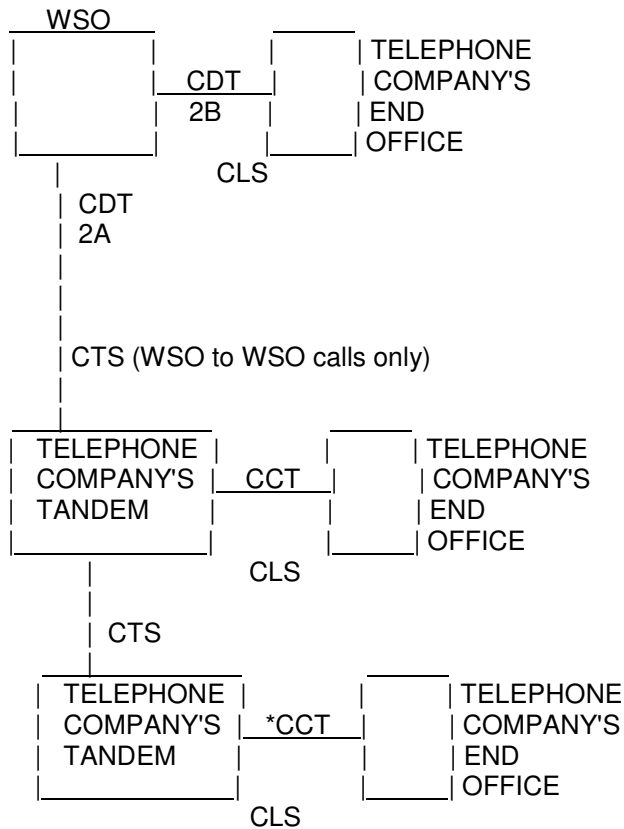 WSO
TELEPHONE
CDT COMPANY'S
2B END
OFFICE
CLS
CDT
2A
CTS (WSO to WSO calls only)
TELEPHONE TELEPHONE
COMPANY'S CCT COMPANY'S
TANDEM END
OFFICE
CLS
CTS
TELEPHONE TELEPHONE
COMPANY'S *CCT COMPANY'S
TANDEM END
OFFICE
CLS